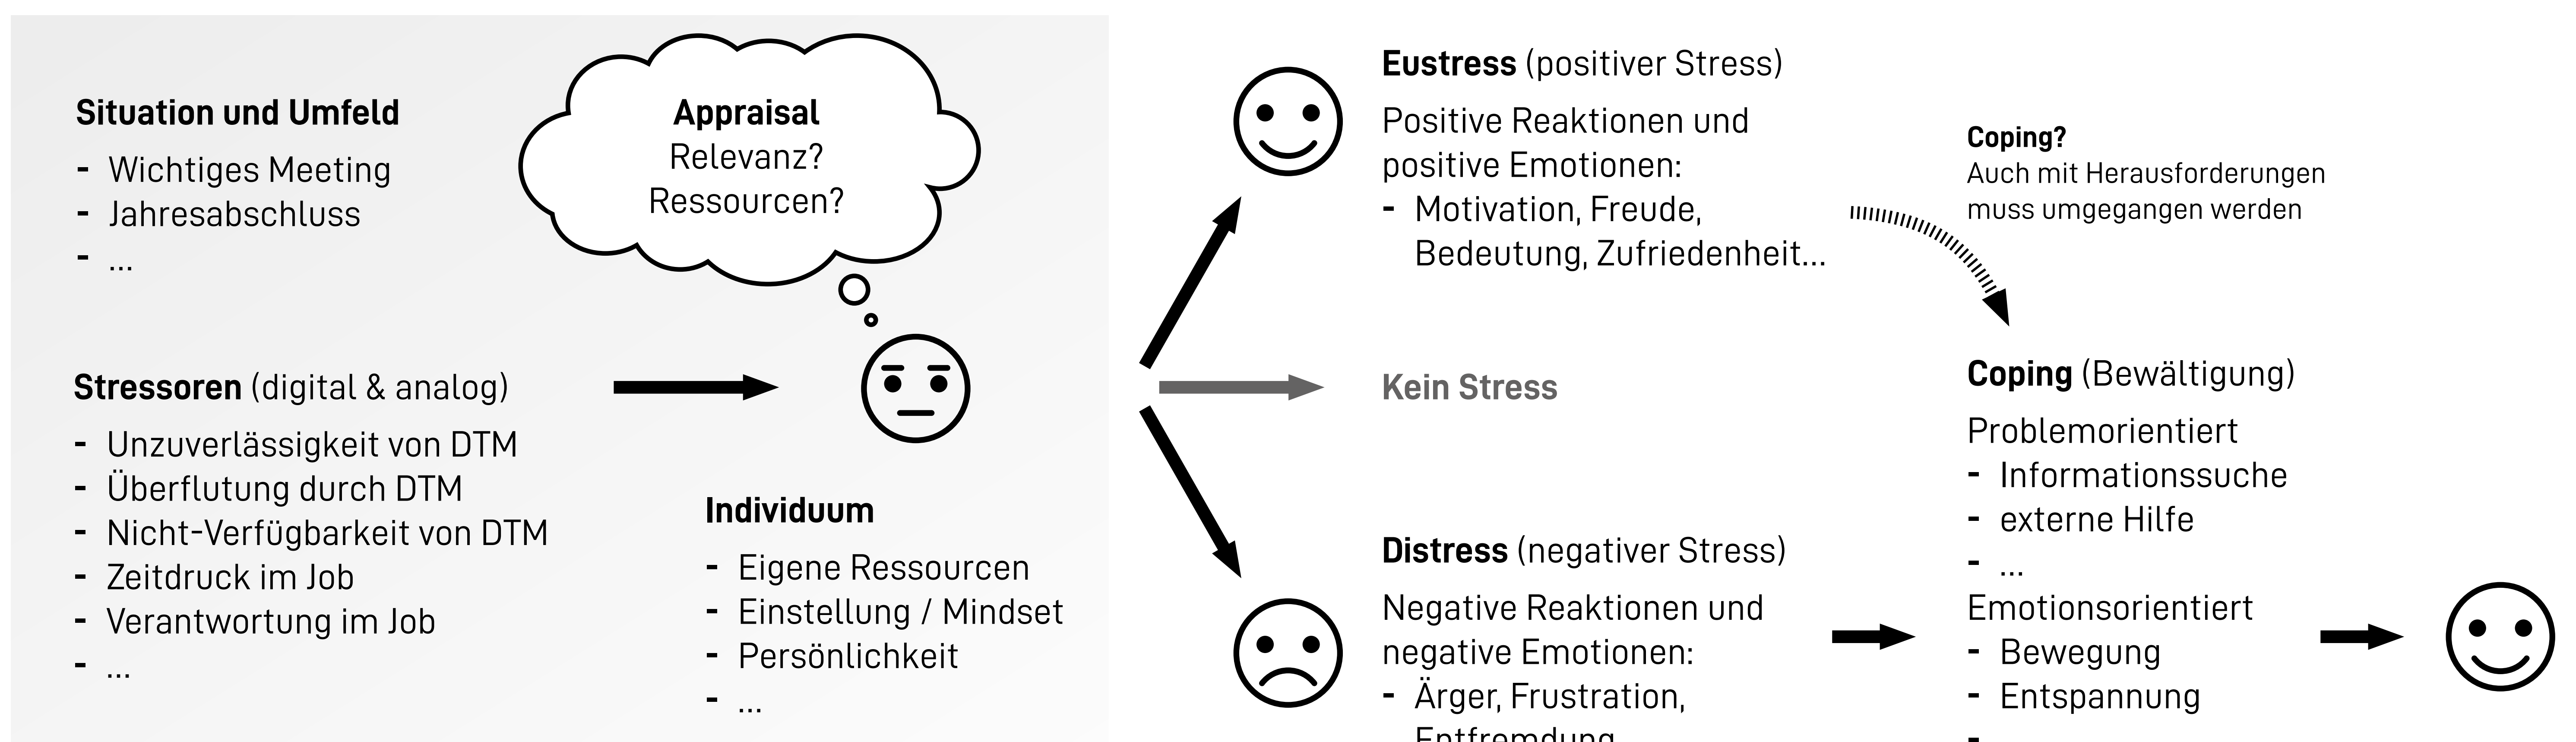 Situation und Umfeld
- Wichtiges Meeting
- Jahresabschluss
- ...
Appraisal
Relevanz?
Ressourcen?
Stressoren (digital & analog)
- Unzuverlässigkeit von DTM
- Überflutung durch DTM
- Nicht-Verfügbarkeit von DTM
- Zeitdruck im Job
- Verantwortung im Job
- ...
Individuum
- Eigene Ressourcen
- Einstellung / Mindset
- Persönlichkeit
- ...
Eustress (positiver Stress)
Positive Reaktionen und
positive Emotionen:
- Motivation, Freude,
Bedeutung, Zufriedenheit...
Kein Stress
Distress (negativer Stress)
Negative Reaktionen und
negative Emotionen:
- Ärger, Frustration,
Entfremdung
Coping?
Auch mit Herausforderungen
muss umgegangen werden
Coping (Bewältigung)
Problemorientiert
- Informationssuche
- externe Hilfe
- ...
Emotionsorientiert
- Bewegung
- Entspannung
-